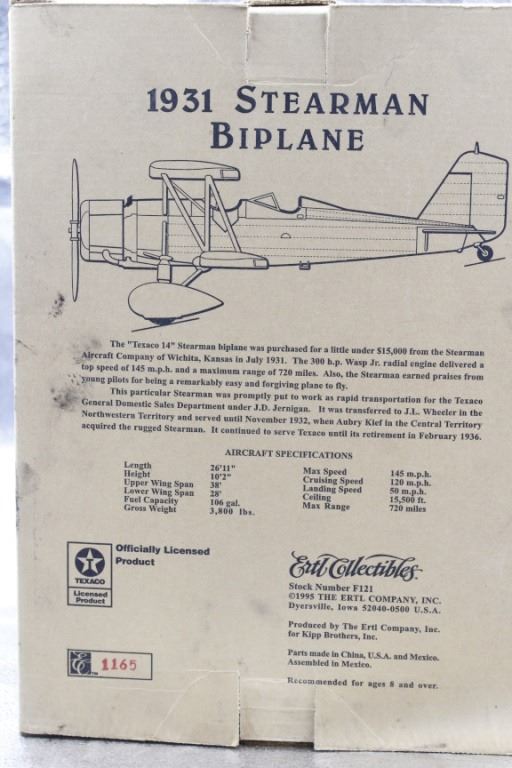 1931 STEARMAN
BIPLANE
The "Texaco 14" Stearman biplane was purchased for a little under $15,000 from the Stearman
Aircraft Company of Wichita, Kansas in July 1931. The 300 h.p. Wasp Jr. radial engine delivered a
top speed of 145 m.p.h. and a maximum range of 720 miles. Also, the Stearman earned praises from
young pilots for being a remarkably easy and forgiving plane to fly.
This particular Stearman was promptly put to work as rapid transportation for the Texaco
General Domestic Sales Department under J.D. Jernigan. It was transferred to J.L. Wheeler in the
Northwestern Territory and served until November 1932, when Aubry Kief in the Central Territory
acquired the rugged Stearman. It continued to serve Texaco until its retirement in February 1936.
AIRCRAFT SPECIFICATIONS
Length 26'11"
Height 10'2"
Upper Wing Span 38'
Lower Wing Span 28'
Fuel Capacity 106 gal.
Gross Weight 3,800 lbs.
Max Speed 145 m.p.h.
Cruising Speed 120 m.p.h.
Landing Speed 50 m.p.h.
Ceiling 15,500 ft.
Max Range 720 miles
T
TEXACO
Licensed
Product
Officially Licensed
Product
Ertl Collectibles
Stock Number F121
©1995 THE ERTL COMPANY, INC.
Dyersville, Iowa 52040-0500 U.S.A.
Produced by The Ertl Company, Inc.
for Kipp Brothers, Inc.
Parts made in China, U.S.A. and Mexico.
Assembled in Mexico.
Recommended for ages 8 and over.
1165